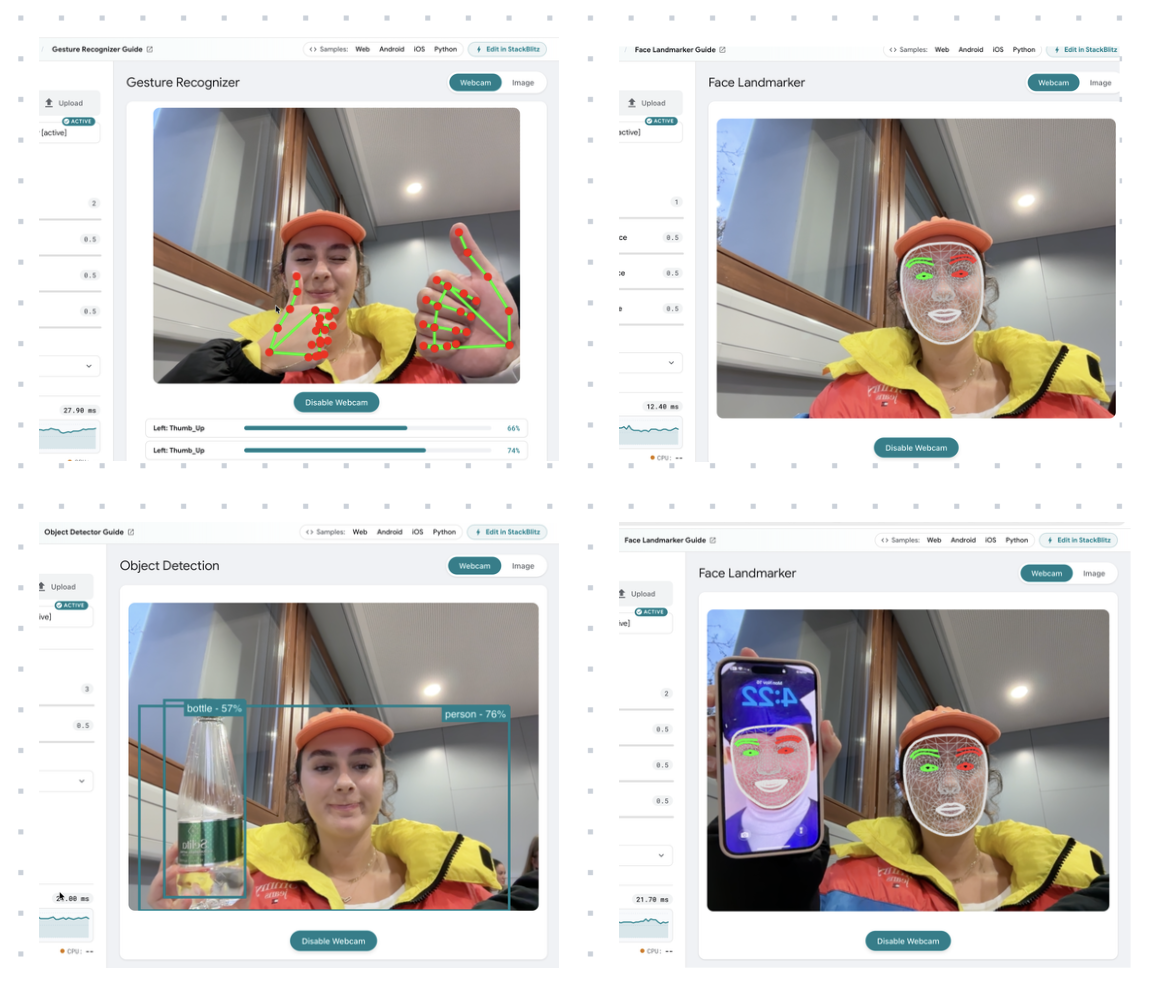 Gesture Recognizer Guide
Samples: Web Android iOS Python
Edit in StackBlitz
Gesture Recognizer
Webcam Image
Upload
ACTIVE
[active]
2
0.5
0.5
0.5
27.90 ms
Disable Webcam
Left: Thumb_Up 66%
Left: Thumb_Up 74%
Face Landmarker Guide
Samples: Web Android iOS Python
Edit in StackBlitz
Face Landmarker
Webcam Image
Upload
ACTIVE
active]
1
ce 0.5
ce 0.5
e 0.5
12.40 ms
CPU: --
Disable Webcam
Object Detector Guide
Samples: Web Android iOS Python
Edit in StackBlitz
Object Detection
Webcam Image
Upload
ACTIVE
ive]
3
0.5
bottle - 57%
person - 76%
.00 ms
CPU: --
Disable Webcam
Face Landmarker Guide
Samples: Web Android iOS Python
Edit in StackBlitz
Face Landmarker
Webcam Image
Upload
ACTIVE
ve]
4:22
2
0.5
0.5
0.5
21.70 ms
CPU: --
Disable Webcam